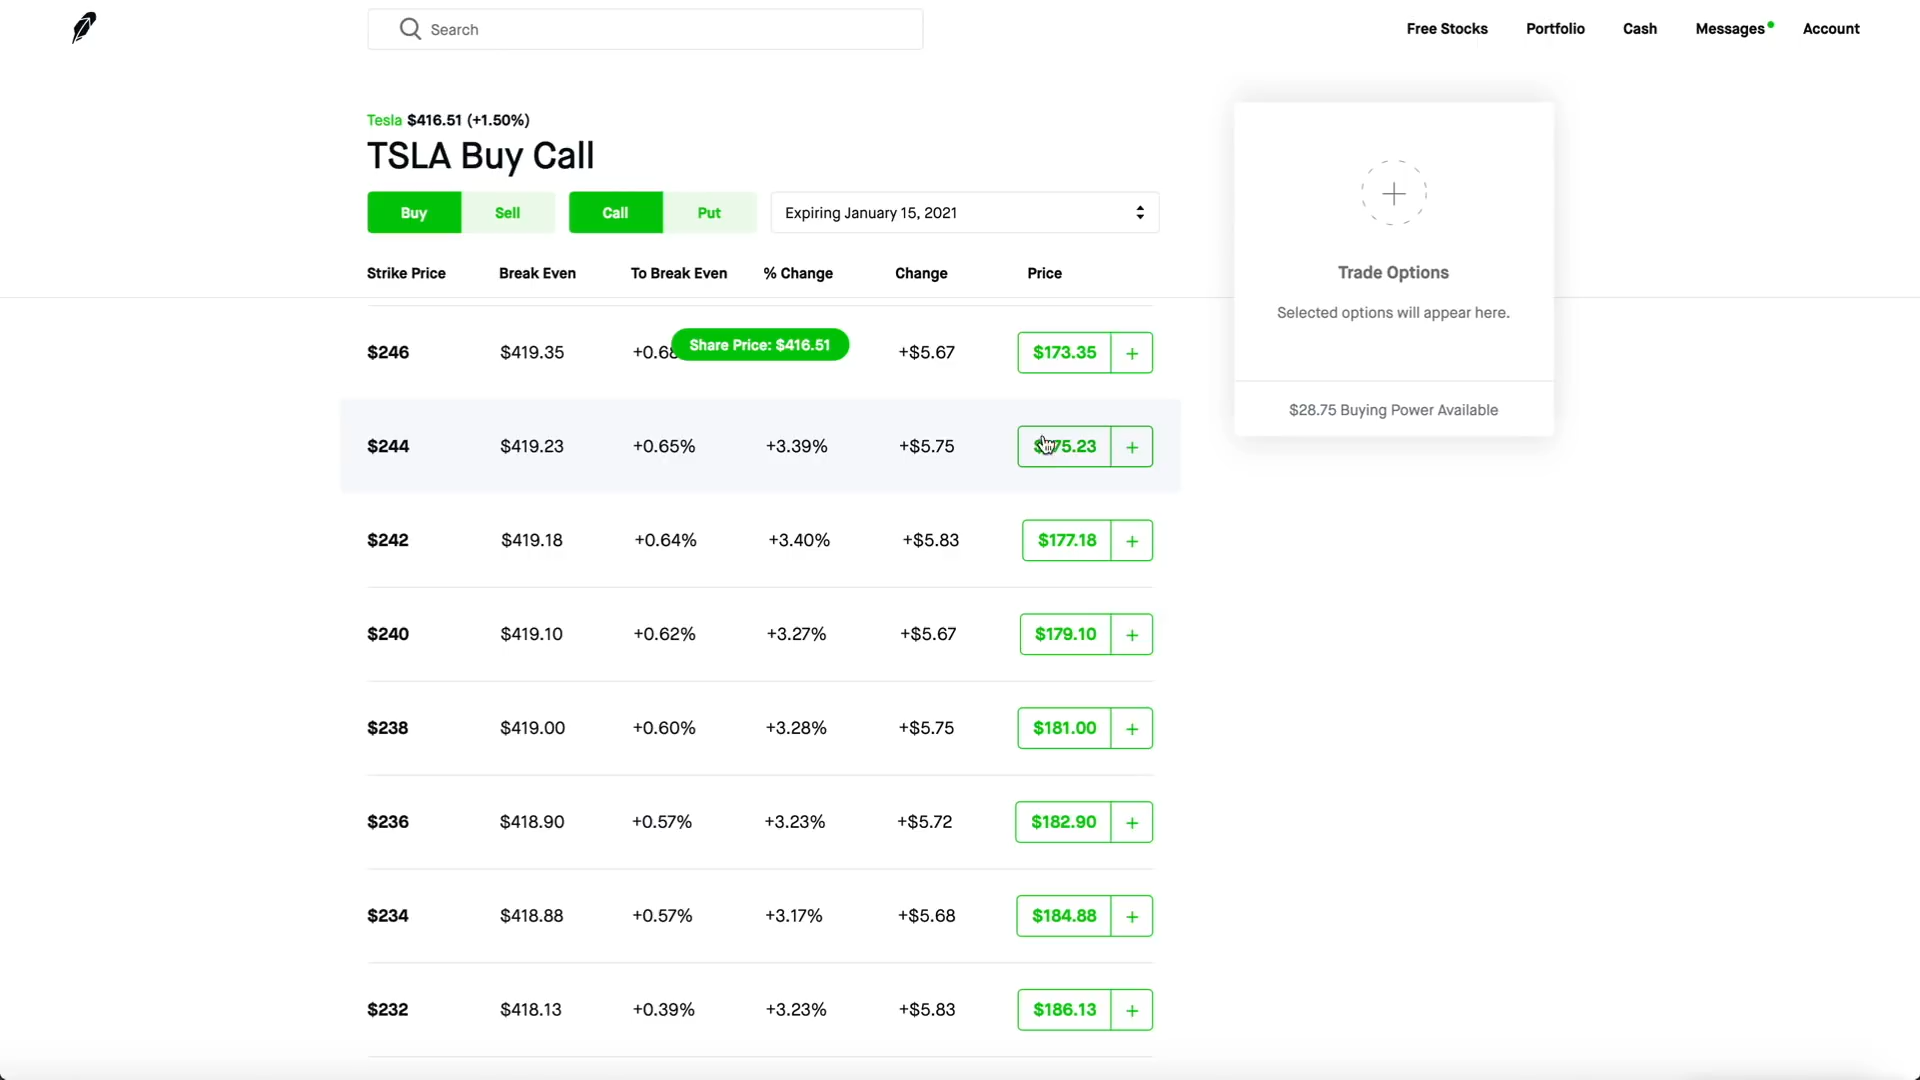 Search
Free Stocks Portfolio Cash Messages Account
Tesla $416.51 (+1.50%)
TSLA Buy Call
Buy Sell Call Put Expiring January 15, 2021
Strike Price Break Even To Break Even % Change Change Price
Share Price: $416.51
$246 $419.35 +$5.67 $173.35 +
$244 $419.23 +0.65% +3.39% +$5.75 +
$242 $419.18 +0.64% +3.40% +$5.83 $177.18 +
$240 $419.10 +0.62% +3.27% +$5.67 $179.10 +
$238 $419.00 +0.60% +3.28% +$5.75 $181.00 +
$236 $418.90 +0.57% +3.23% +$5.72 $182.90 +
$234 $418.88 +0.57% +3.17% +$5.68 $184.88 +
$232 $418.13 +0.39% +3.23% +$5.83 $186.13 +
Trade Options
Selected options will appear here.
$28.75 Buying Power Available